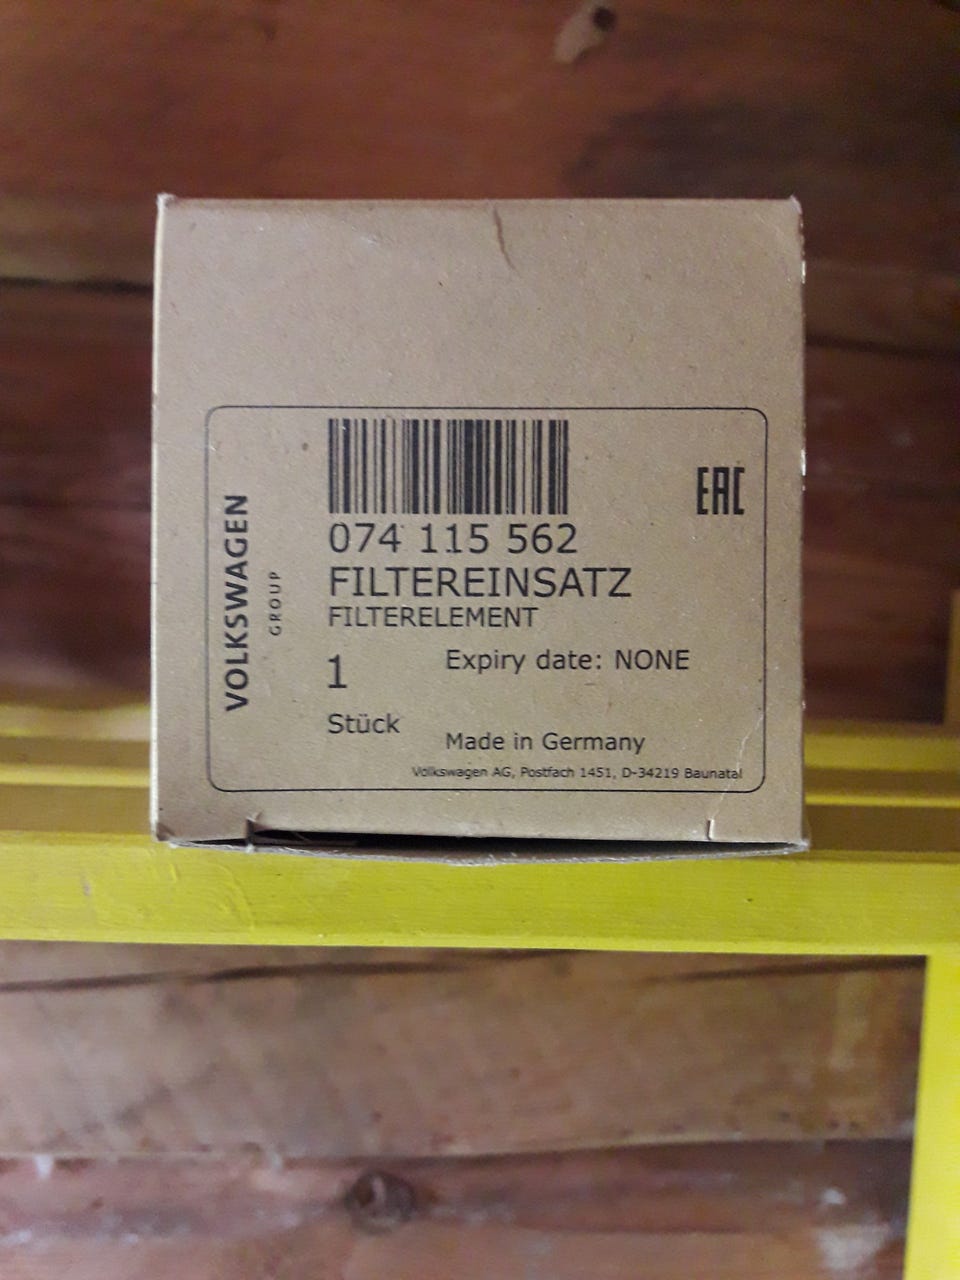 VOLKSWAGEN
GROUP
EAC
074 115 562
FILTEREINSATZ
FILTERELEMENT
1
Expiry date: NONE
Stück
Made in Germany
Volkswagen AG, Postfach 1451, D-34219 Baunatal